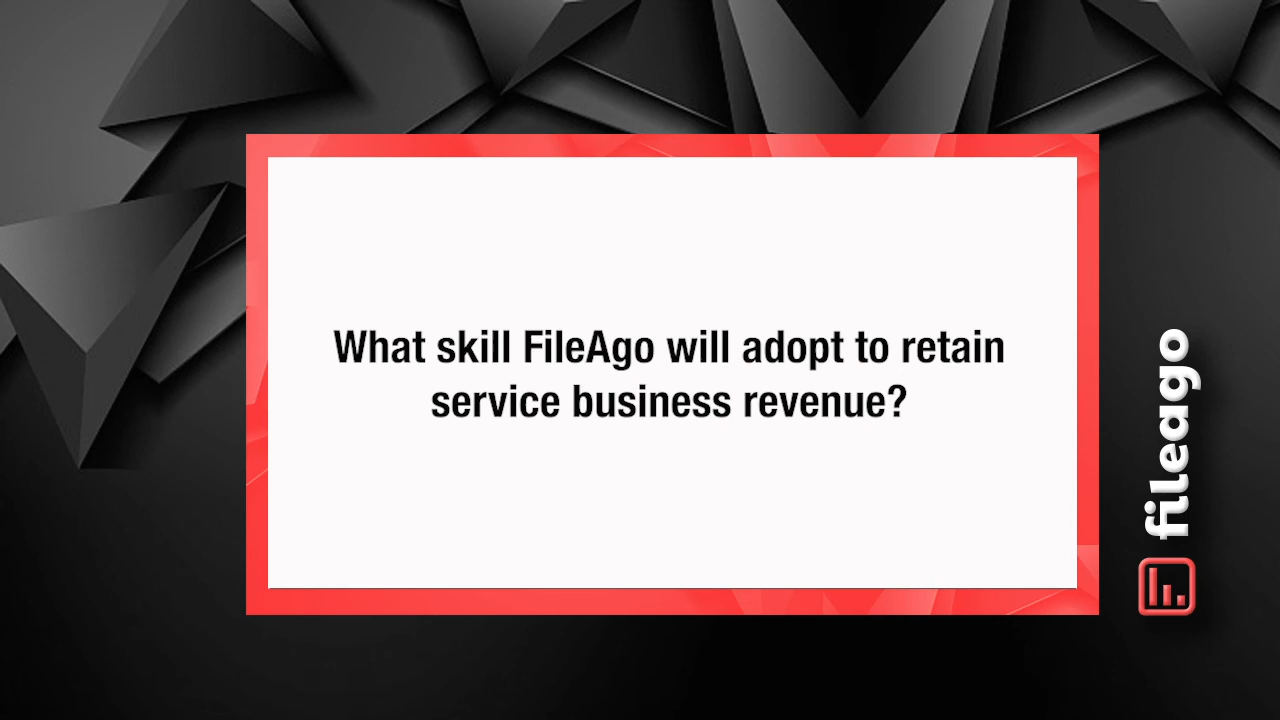 What skill FileAgo will adopt to retain
service business revenue?
fileago